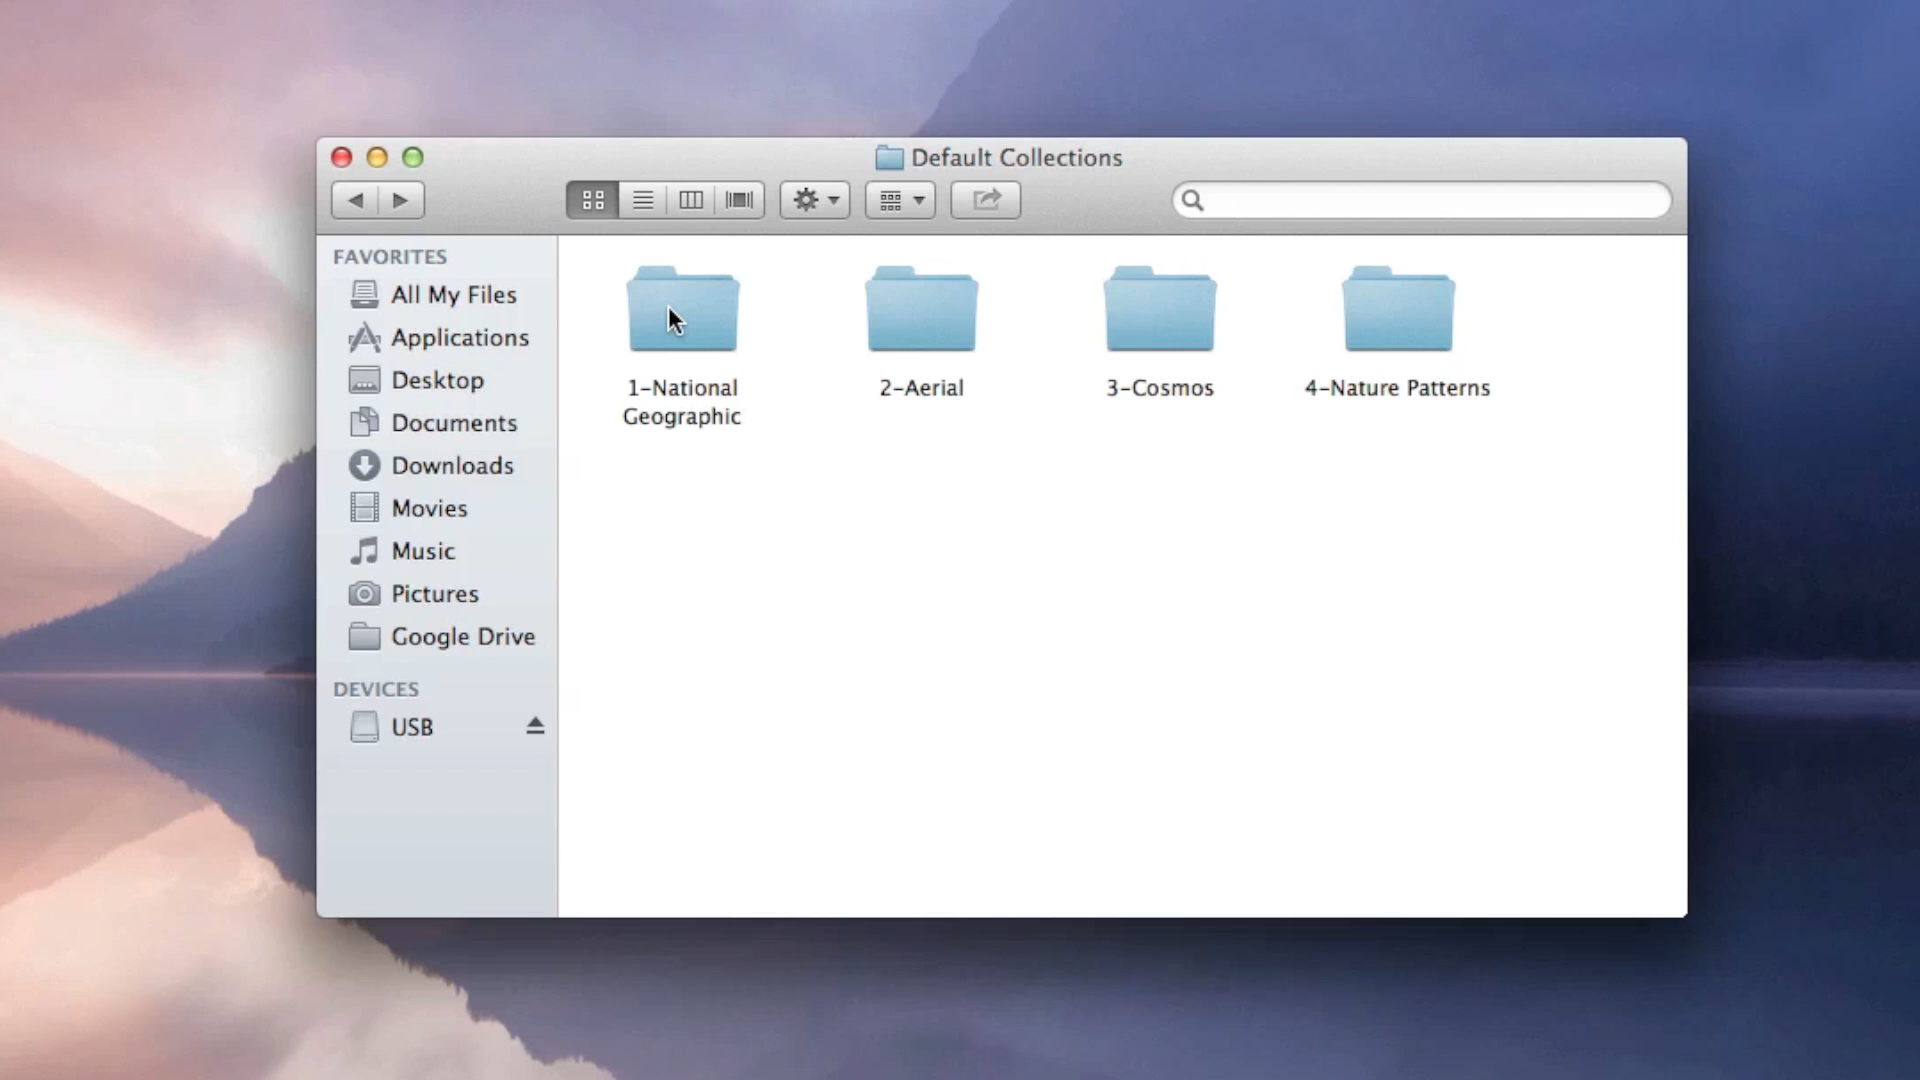 Default Collections
FAVORITES
All My Files
Applications
Desktop
Documents
Downloads
Movies
Music
Pictures
Google Drive
DEVICES
USB
1-National
Geographic
2-Aerial
3-Cosmos
4-Nature Patterns